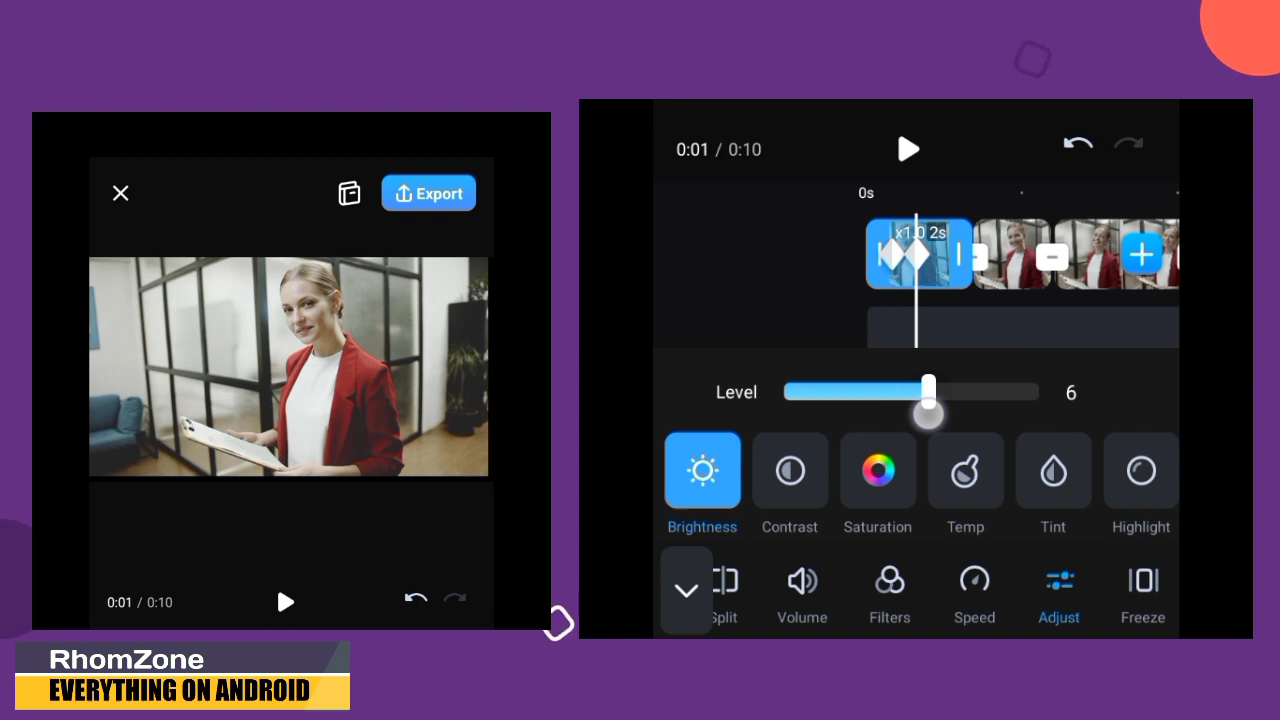 Export
0:01 / 0:10
0:01 / 0:10
0s
x1.0 2s
Level
6
Brightness
Contrast
Saturation
Temp
Tint
Highlight
Split
Volume
Filters
Speed
Adjust
Freeze
RhomZone
EVERYTHING ON ANDROID